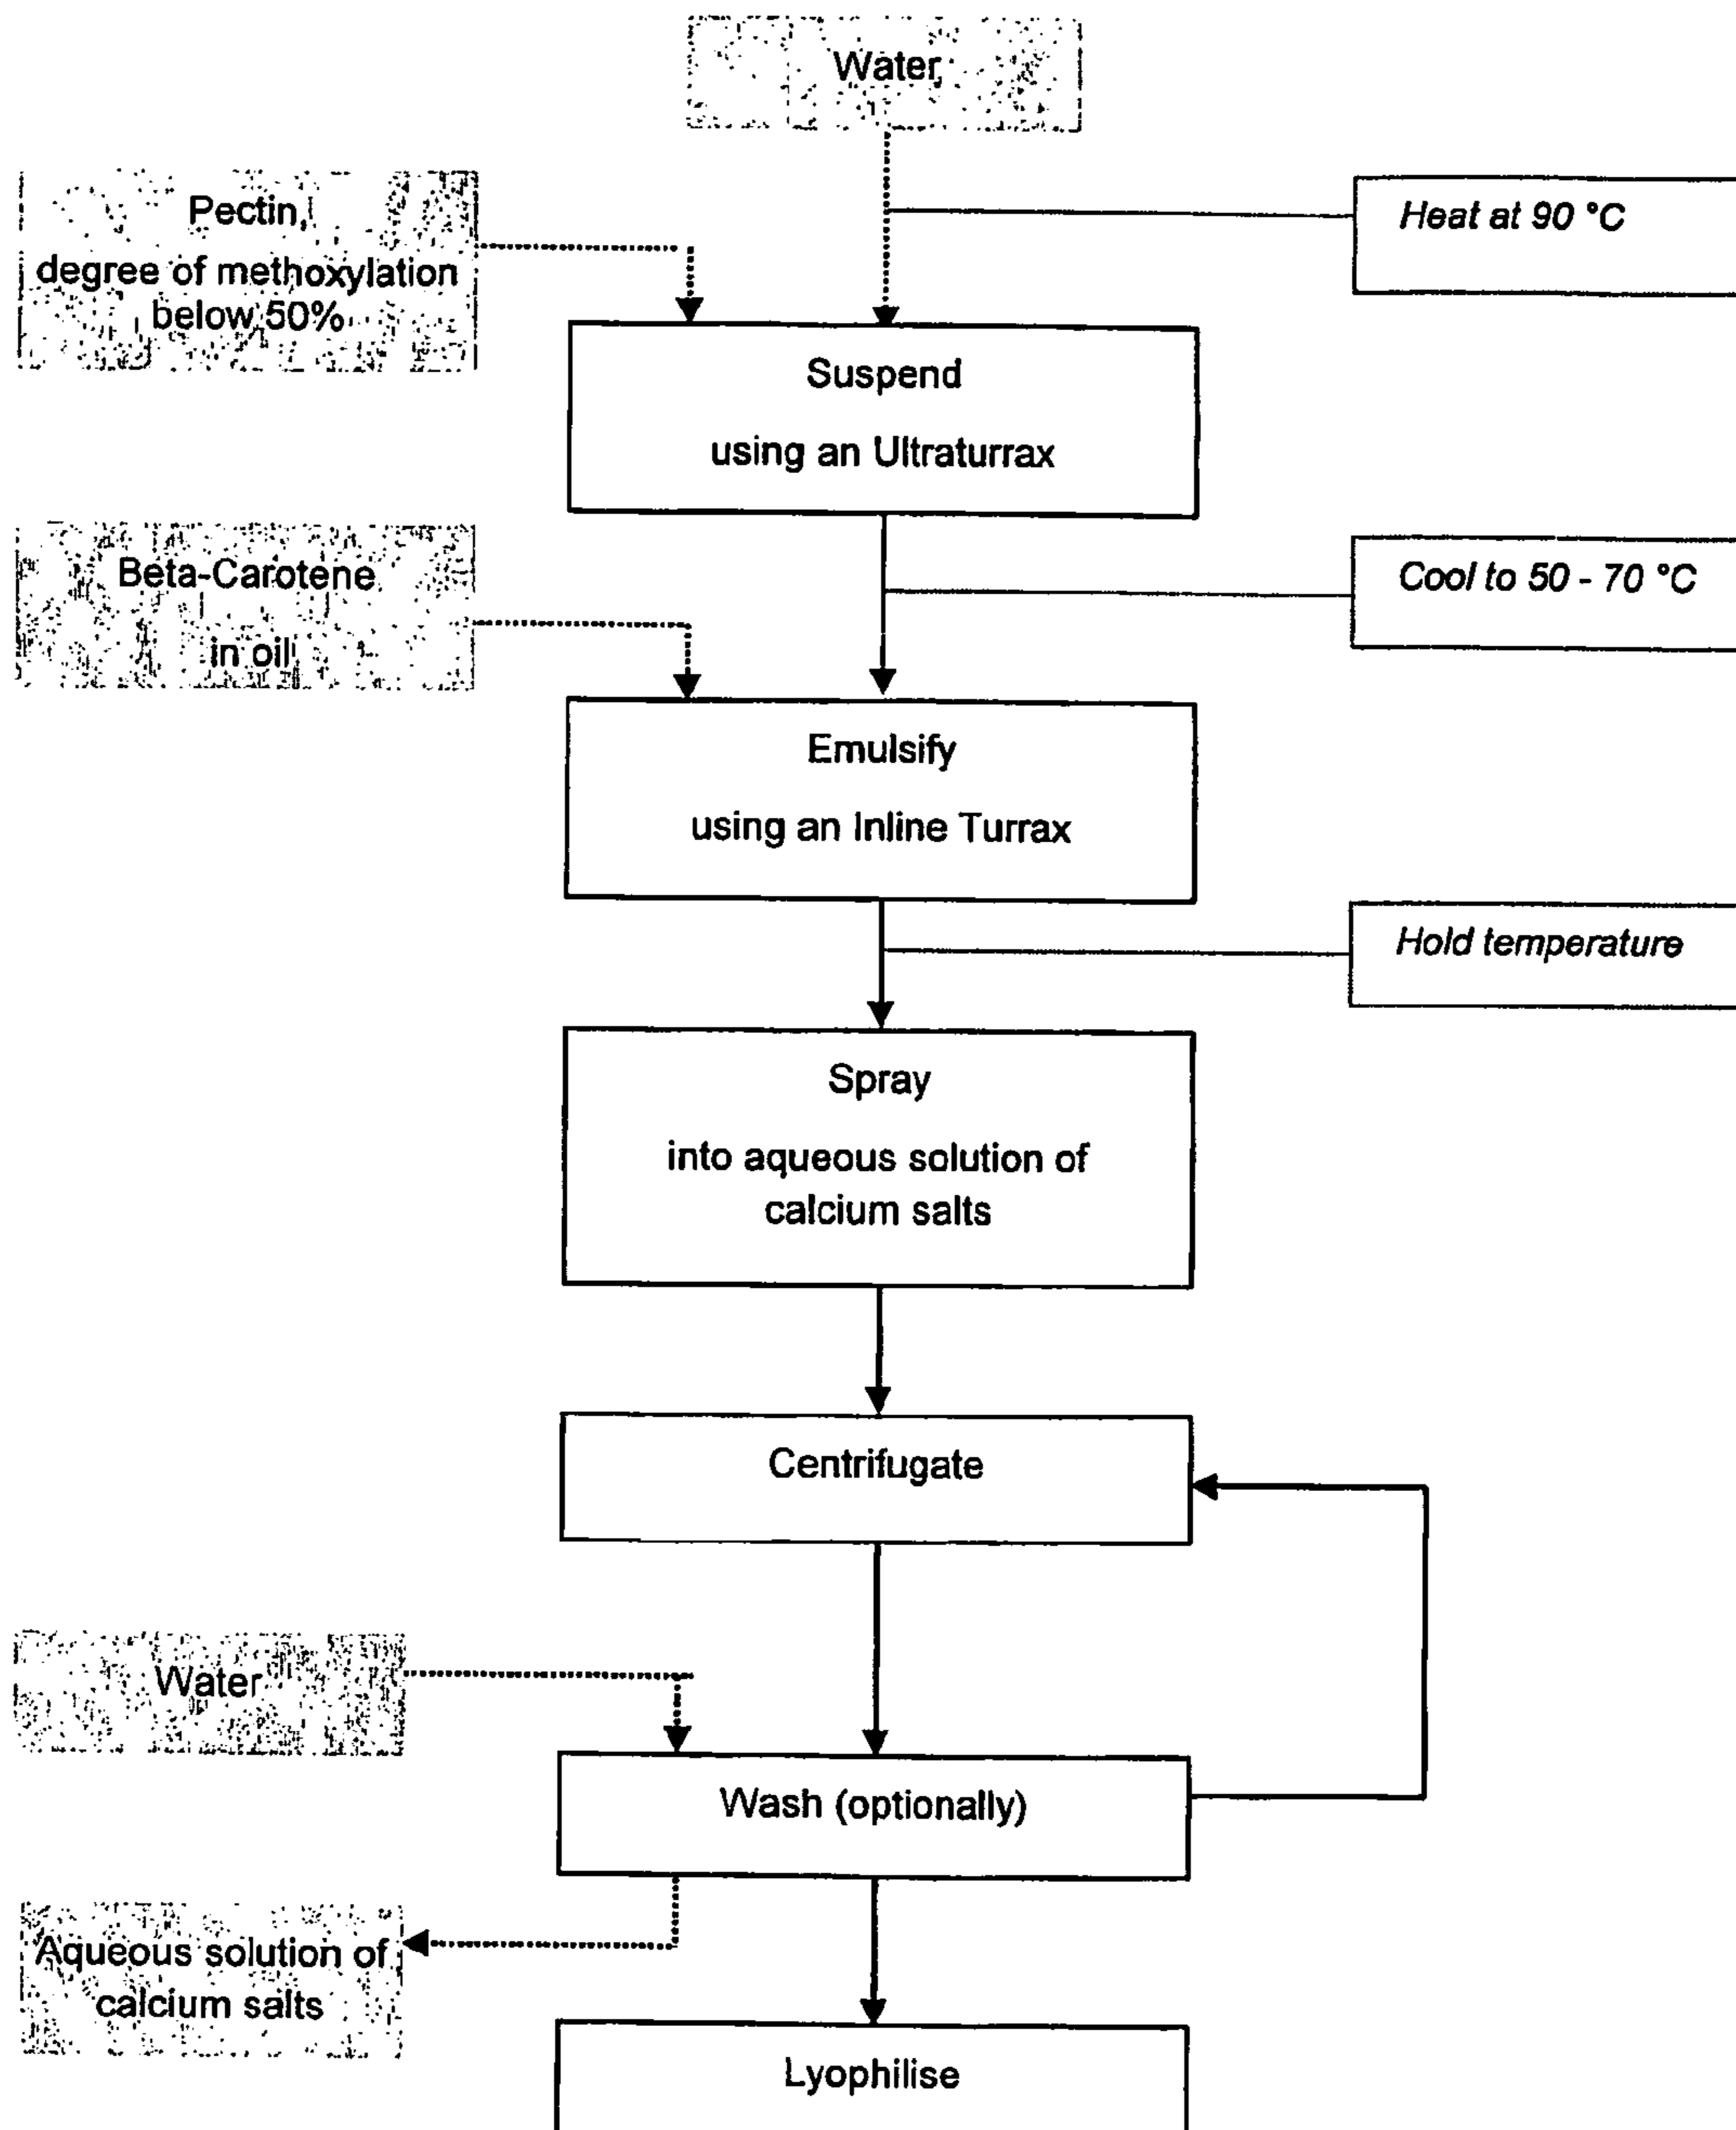 Water
Heat at 90 °C
Pectin,
degree of methoxylation
below 50%
Suspend
using an Ultraturrax
Beta-Carotene
in oil
Cool to 50 - 70 °C
Emulsify
using an Inline Turrax
Hold temperature
Spray
into aqueous solution of
calcium salts
Centrifugate
Water
Wash (optionally)
Aqueous solution of
calcium salts
Lyophilise